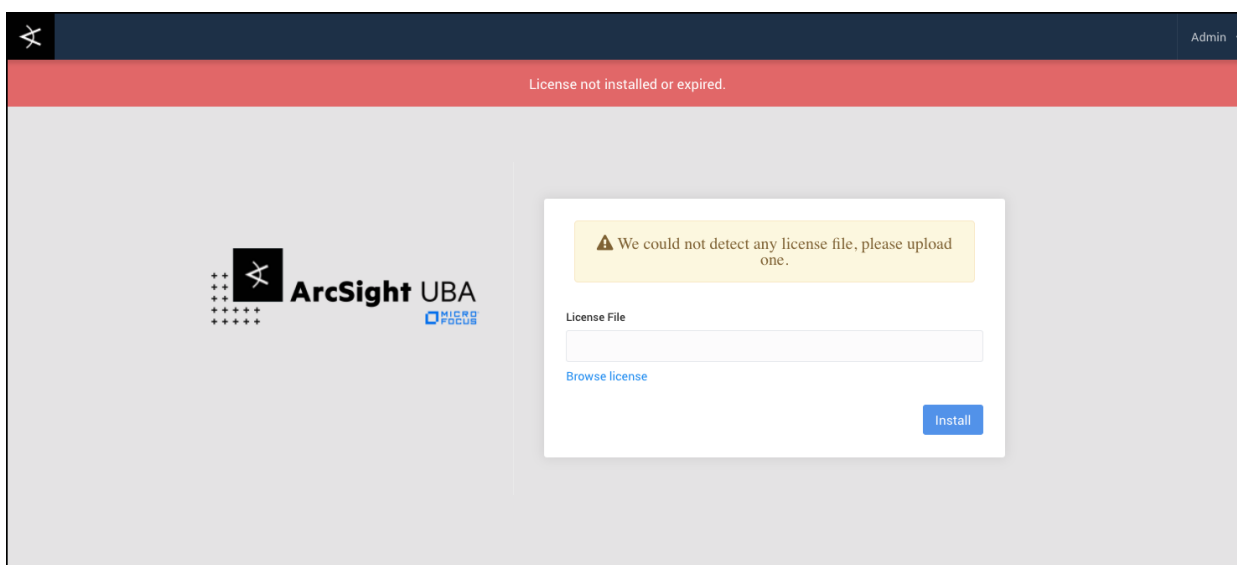 Admin
License not installed or expired.
We could not detect any license file, please upload
one.
ArcSight UBA
MICRO
FOCUS
License File
Browse license
Install